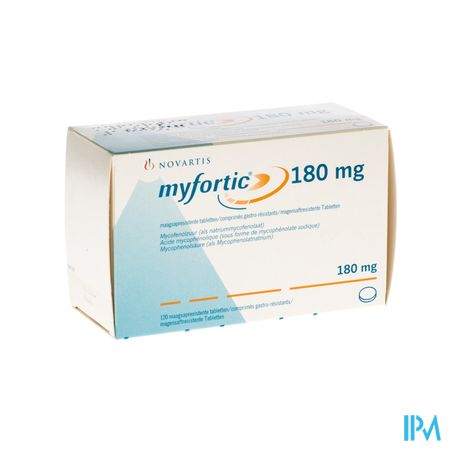 myfortic 180 mg
NOVARTIS
myfortic® 180 mg
maagsapresistente tabletten/comprimés gastro-résistants/magensaftresistente Tabletten
Mycofenolzuur (als natriummycofenolaat)
Acide mycophénolique (sous forme de mycophénolate sodique)
Mycophenolsäure (als Mycophenolatnatrium)
180 mg
120 maagsapresistente tabletten/comprimés gastro-résistants/
magensaftresistente Tabletten
IPM